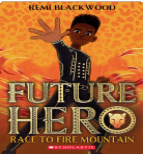 REMI BLACKWOOD
FUTURE
HERO
RACE TO FIRE MOUNTAIN
SCHOLASTIC